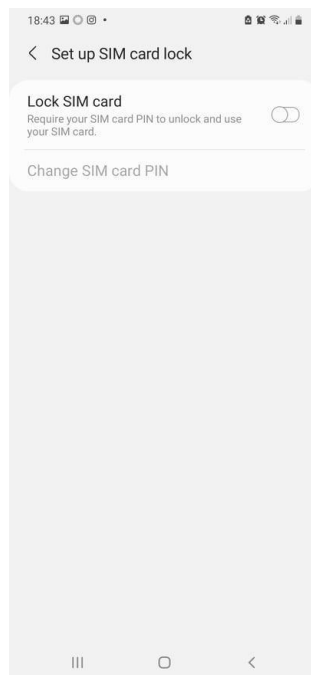 18:43
Set up SIM card lock
Lock SIM card
Require your SIM card PIN to unlock and use
your SIM card.
Change SIM card PIN